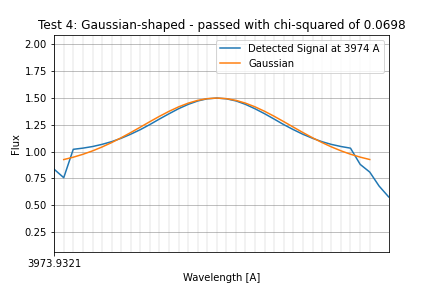 Test 4: Gaussian-shaped - passed with chi-squared of 0.0698
Detected Signal at 3974 A
Gaussian
Flux
2.00
1.75
1.50
1.25
1.00
0.75
0.50
0.25
3973.9321
Wavelength [A]